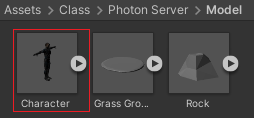 Assets > Class > Photon Server > Model
Character Grass Gro... Rock